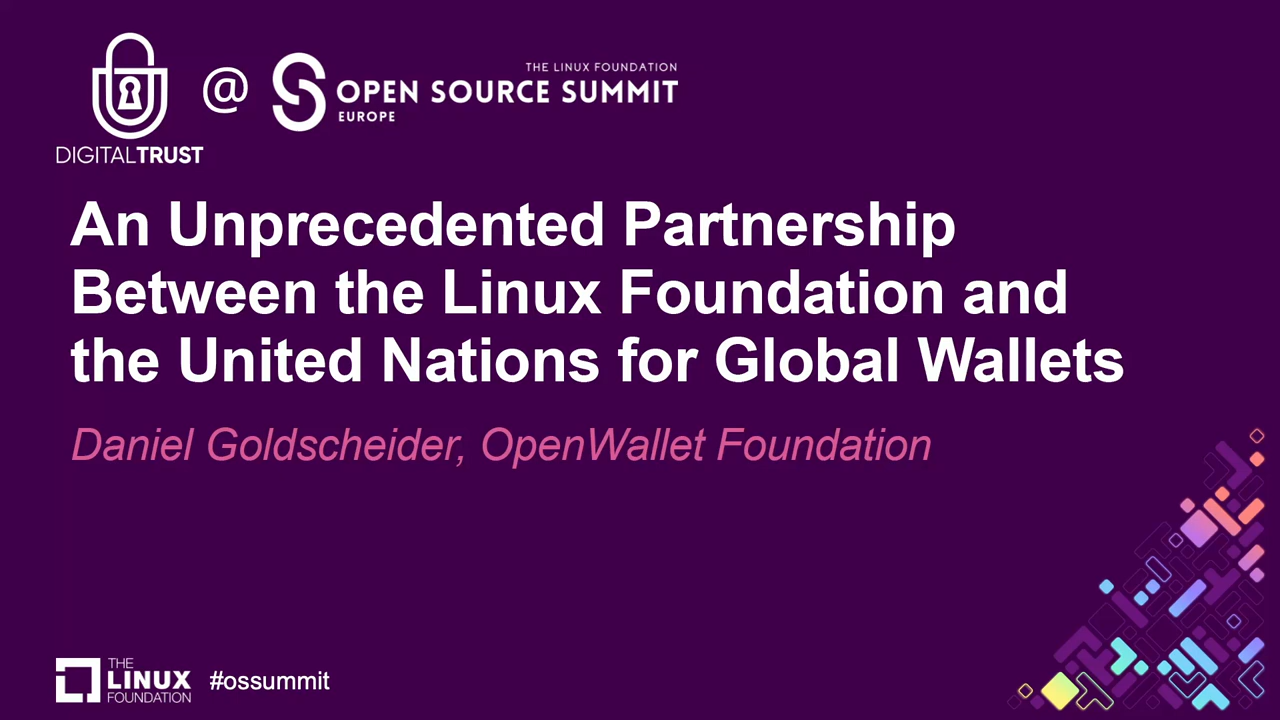 DIGITALTRUST
@
THE LINUX FOUNDATION
OPEN SOURCE SUMMIT
EUROPE
An Unprecedented Partnership
Between the Linux Foundation and
the United Nations for Global Wallets
Daniel Goldscheider, OpenWallet Foundation
THE
LINUX
FOUNDATION
#ossummit